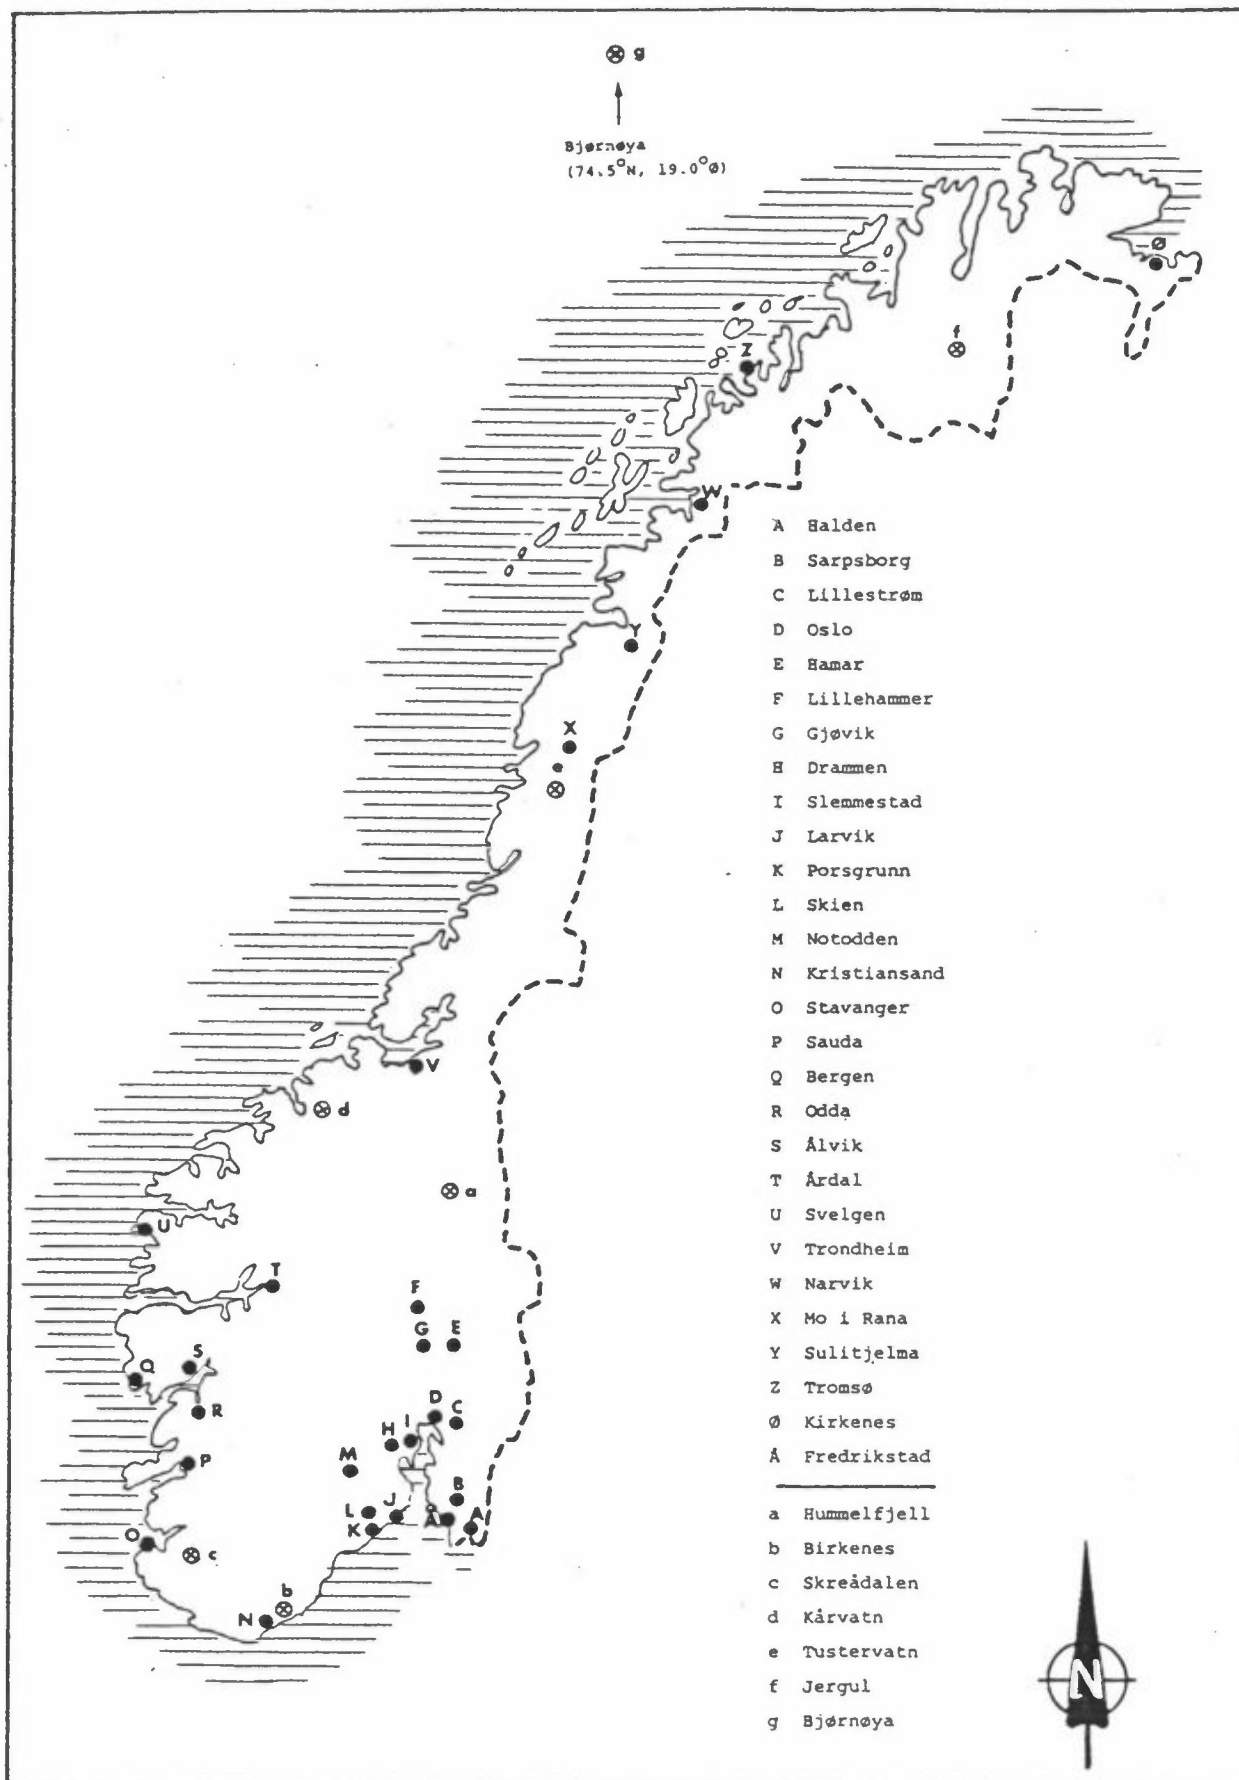 g
Bjørnøya
(74.5°N, 19.0°Ø)
Ø
f
Z
W
Y
X
e
V
d
a
U
T
F
G E
S
Q
D
C
R
I
H
P
M
B
J
L
Å
A
K
O
c
b
N
A Halden
B Sarpsborg
C Lillestrøm
D Oslo
E Hamar
F Lillehammer
G Gjøvik
H Drammen
I Slemmestad
J Larvik
K Porsgrunn
L Skien
M Notodden
N Kristiansand
O Stavanger
P Sauda
Q Bergen
R Odda
S Ålvik
T Årdal
U Svelgen
V Trondheim
W Narvik
X Mo i Rana
Y Sulitjelma
Z Tromsø
Ø Kirkenes
Å Fredrikstad
a Hummelfjell
b Birkenes
c Skreådalen
d Kårvatn
e Tustervatn
f Jergul
g Bjørnøya
N